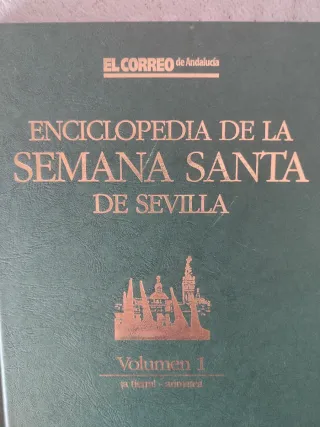 EL CORREO de Andalucía
ENCICLOPEDIA DE LA
SEMANA SANTA
DE SEVILLA
Volumen 1